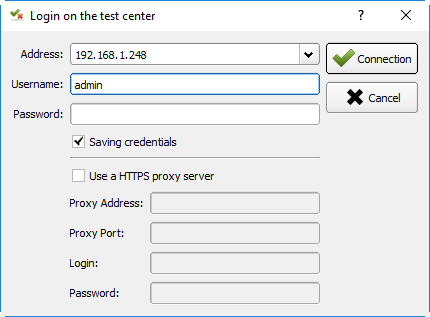 Login on the test center
Address: 192.168.1.248
Connection
Username: admin
Cancel
Password:
Saving credentials
Use a HTTPS proxy server
Proxy Address:
Proxy Port:
Login:
Password: